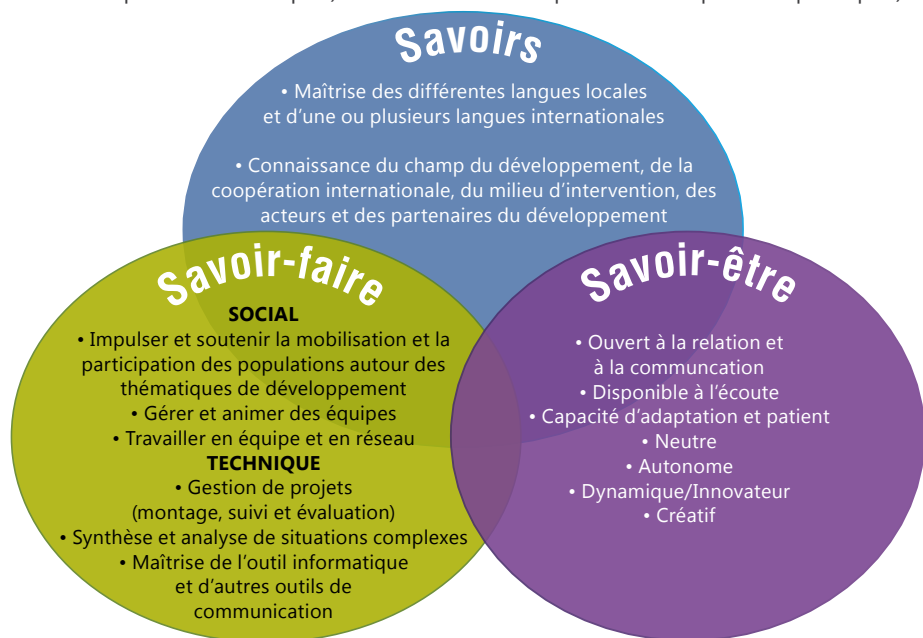 Savoirs
• Maîtrise des différentes langues locales
et d'une ou plusieurs langues internationales
• Connaissance du champ du développement, de la
coopération internationale, du milieu d'intervention, des
acteurs et des partenaires du développement
Savoir-faire
SOCIAL
• Impulser et soutenir la mobilisation et la
participation des populations autour des
thématiques de développement
• Gérer et animer des équipes
• Travailler en équipe et en réseau
TECHNIQUE
• Gestion de projets
(montage, suivi et évaluation)
• Synthèse et analyse de situations complexes
• Maîtrise de l'outil informatique
et d'autres outils de
communication
Savoir-être
• Ouvert à la relation et
à la communcation
• Disponible à l'écoute
• Capacité d'adaptation et patient
• Neutre
• Autonome
• Dynamique/Innovateur
• Créatif